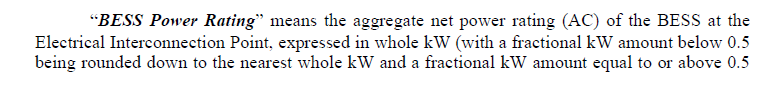 “BESS Power Rating” means the aggregate net power rating (AC) of the BESS at the
Electrical Interconnection Point, expressed in whole kW (with a fractional kW amount below 0.5
being rounded down to the nearest whole kW and a fractional kW amount equal to or above 0.5